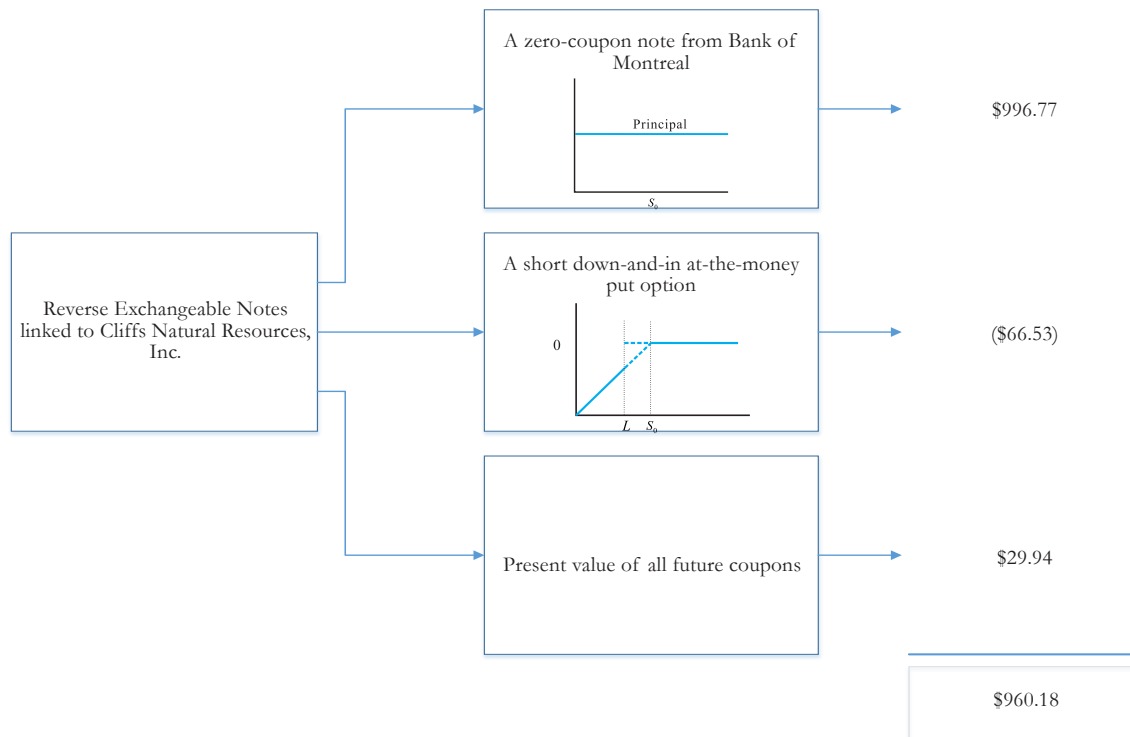 A zero-coupon note from Bank of
Montreal
Principal
S₀
$996.77
Reverse Exchangeable Notes
linked to Cliffs Natural Resources,
Inc.
A short down-and-in at-the-money
put option
0
L S₀
($66.53)
Present value of all future coupons
$29.94
$960.18